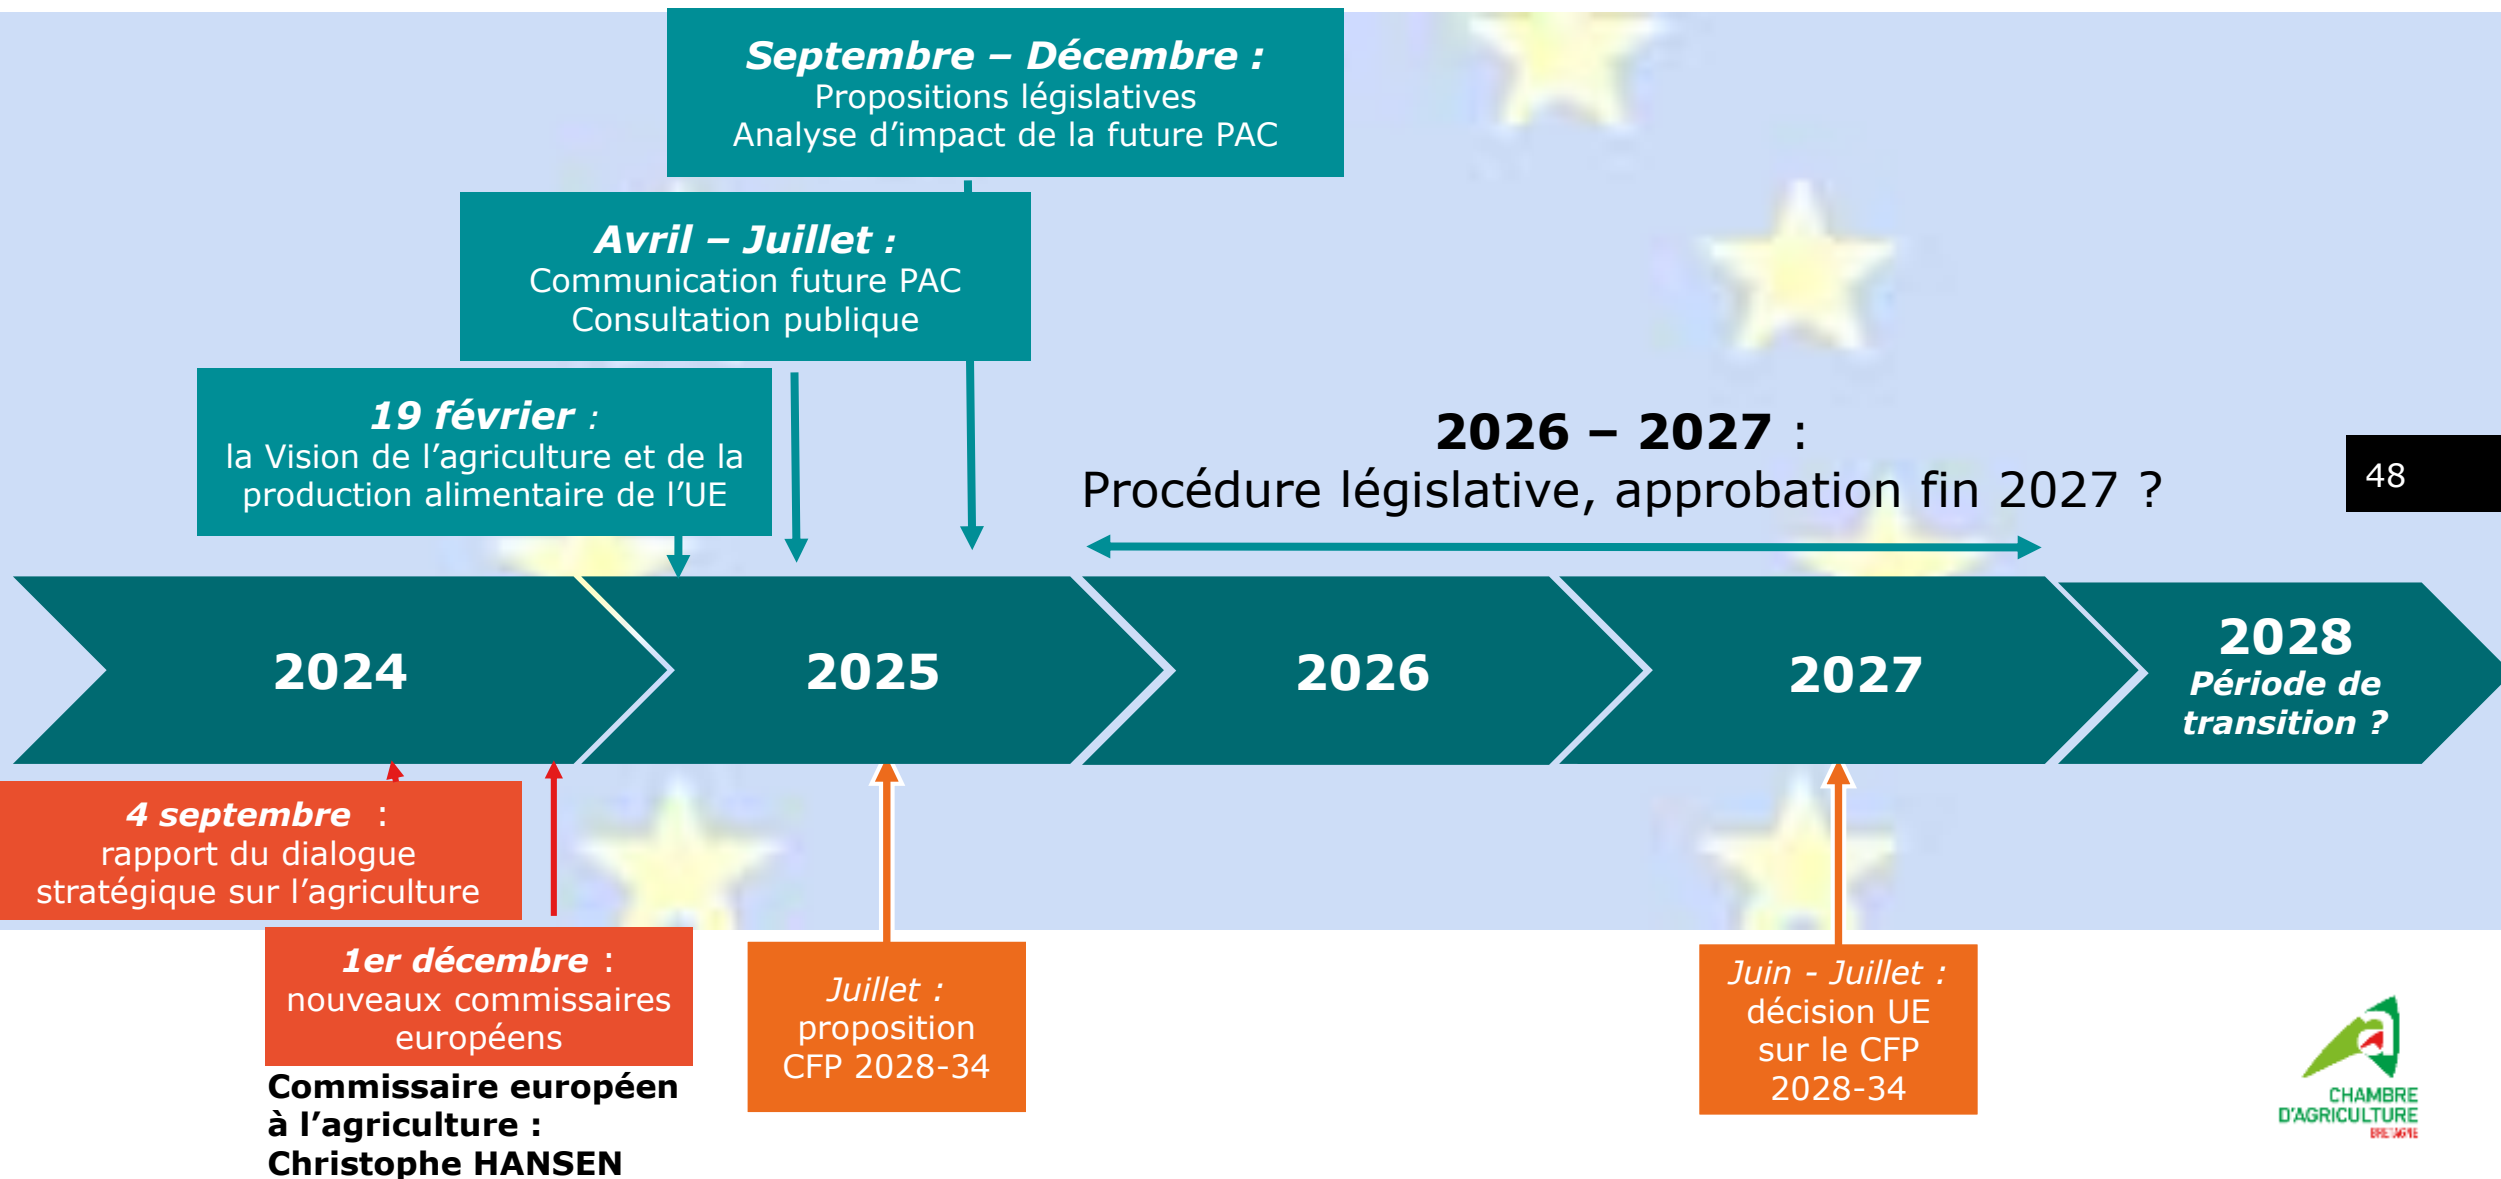 Septembre – Décembre :
Propositions législatives
Analyse d’impact de la future PAC
Avril – Juillet :
Communication future PAC
Consultation publique
19 février :
la Vision de l’agriculture et de la
production alimentaire de l’UE
2026 – 2027 :
Procédure législative, approbation fin 2027 ?
48
2024
2025
2026
2027
2028
Période de
transition ?
4 septembre :
rapport du dialogue
stratégique sur l’agriculture
1er décembre :
nouveaux commissaires
européens
Commissaire européen
à l’agriculture :
Christophe HANSEN
Juillet :
proposition
CFP 2028-34
Juin - Juillet :
décision UE
sur le CFP
2028-34
CHAMBRE
D'AGRICULTURE
BRETAGNE